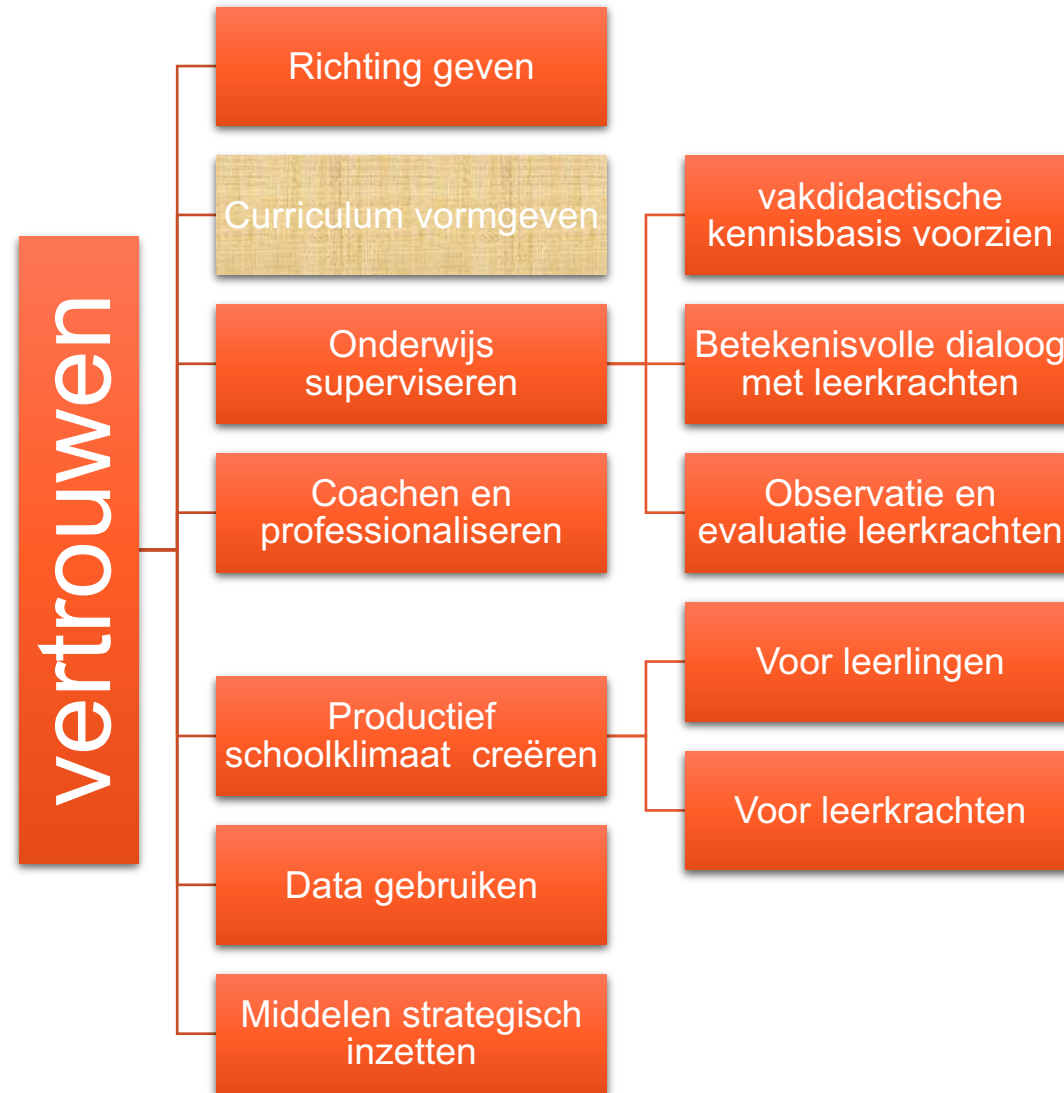 vertrouwen
Richting geven
Curriculum vormgeven
Onderwijs
superviseren
vakdidactische
kennisbasis voorzien
Betekenisvolle dialoog
met leerkrachten
Observatie en
evaluatie leerkrachten
Coachen en
professionaliseren
Productief
schoolklimaat  creëren
Voor leerlingen
Voor leerkrachten
Data gebruiken
Middelen strategisch
inzetten